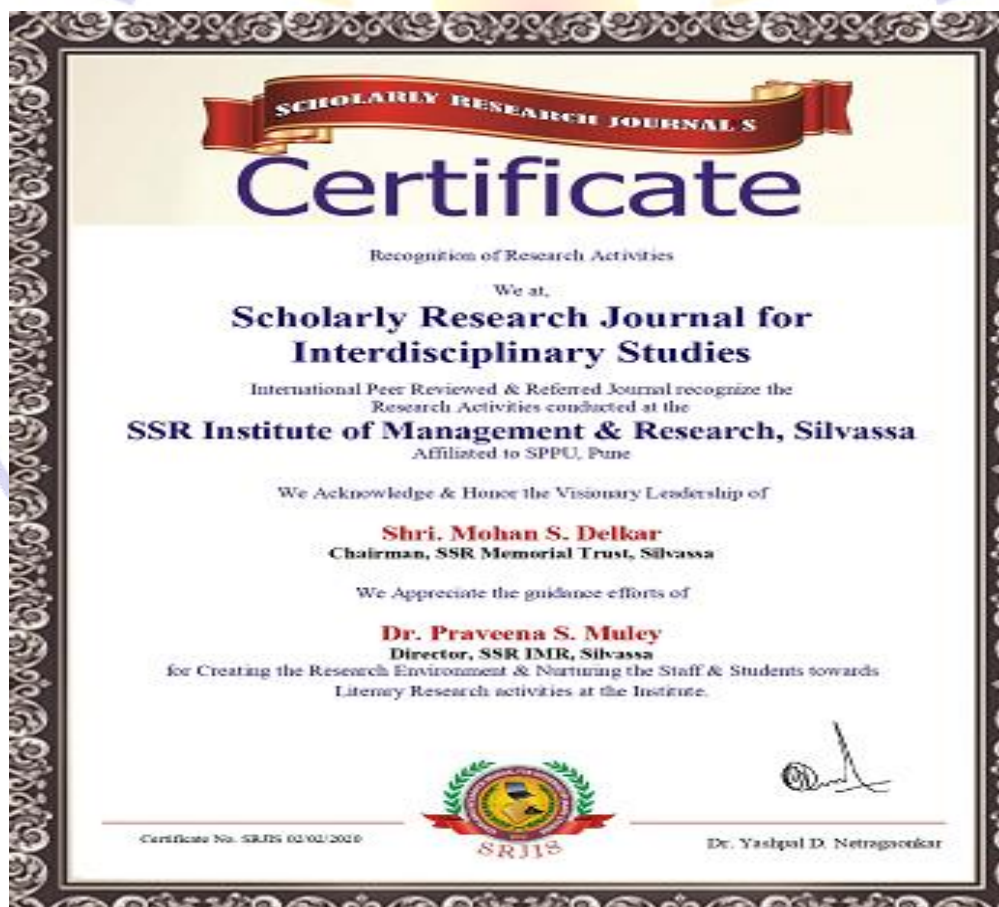 SCHOLARLY RESEARCH JOURNAL'S
Certificate
Recognition of Research Activities
We at,
Scholarly Research Journal for
Interdisciplinary Studies
International Peer Reviewed & Referred Journal recognize the
Research Activities conducted at the
SSR Institute of Management & Research, Silvassa
Affiliated to SPPU, Pune
We Acknowledge & Honor the Visionary Leadership of
Shri. Mohan S. Delkar
Chairman, SSR Memorial Trust, Silvassa
We Appreciate the guidance efforts of
Dr. Praveena S. Muley
Director, SSR IMR, Silvassa
for Creating the Research Environment & Nurturing the Staff & Students towards
Literary Research activities at the Institute.
SRJIS
Certificate No. SRJIS 02/02/2020
Dr. Yashpal D. Netragaonkar